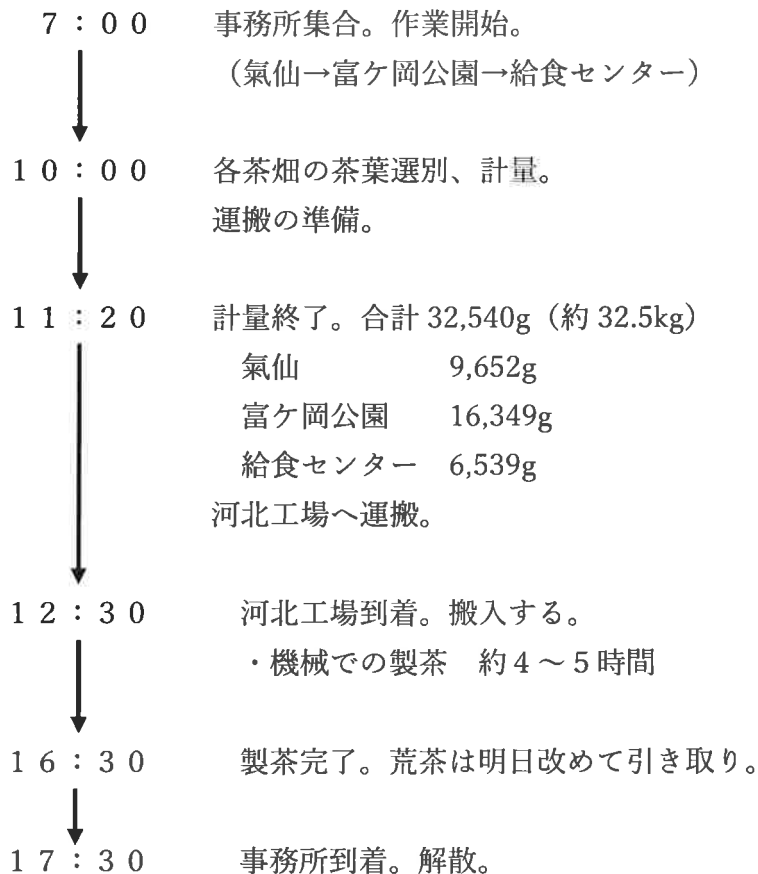 7：00　事務所集合。作業開始。
（氣仙→富ケ岡公園→給食センター）
10：00　各茶畑の茶葉選別、計量。
運搬の準備。
11：20　計量終了。合計 32,540g（約 32.5kg）
氣仙　9,652g
富ケ岡公園　16,349g
給食センター　6,539g
河北工場へ運搬。
12：30　河北工場到着。搬入する。
・機械での製茶　約４～５時間
16：30　製茶完了。荒茶は明日改めて引き取り。
17：30　事務所到着。解散。